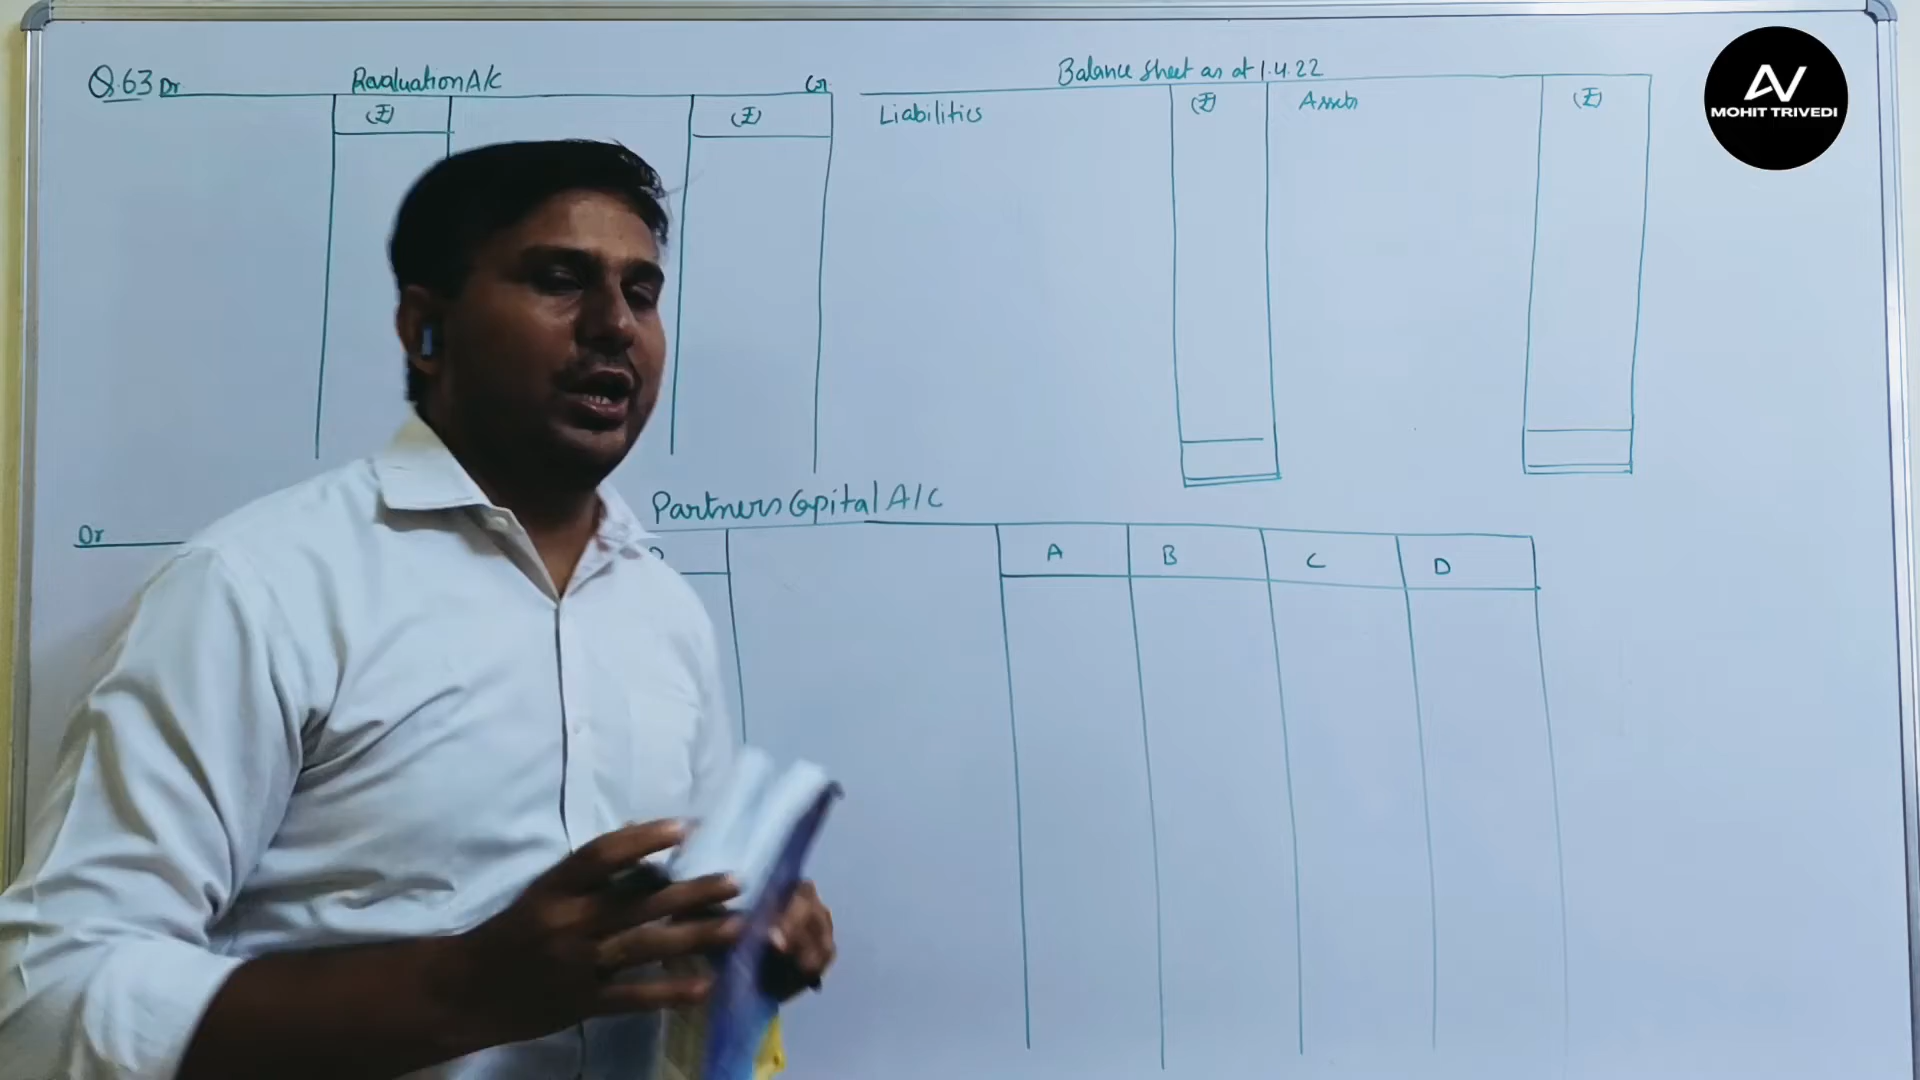 Q.63 Dr Revaluation A/C Cr
(₹) (₹)
Balance Sheet as at 1.4.22
Liabilities (₹) Assets (₹)
MOHIT TRIVEDI
Partners Capital A/C
Dr
A B C D